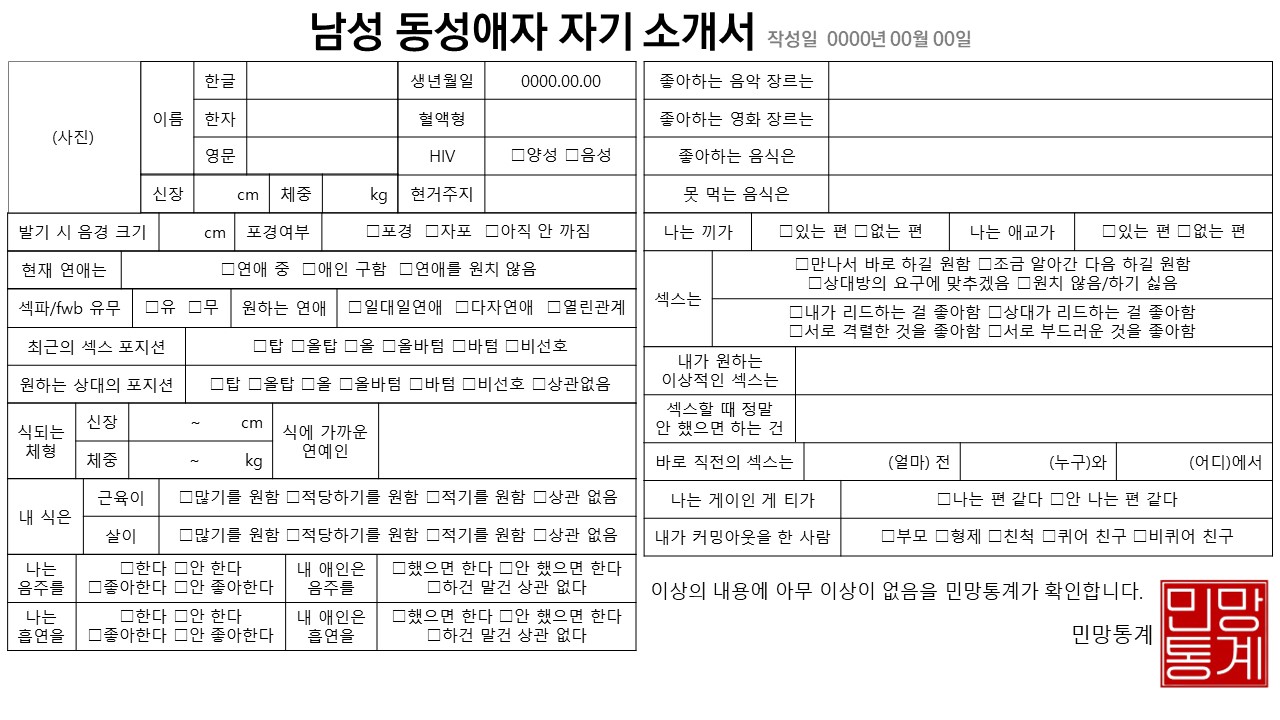 남성 동성애자 자기 소개서 작성일 0000년 00월 00일
(사진)
이름
한글
생년월일
0000.00.00
한자
혈액형
영문
HIV
□양성 □음성
신장
cm
체중
kg
현거주지
발기 시 음경 크기
cm
포경여부
□포경 □자포 □아직 안 까짐
현재 연애는
□연애 중 □애인 구함 □연애를 원치 않음
섹파/fwb 유무
□유 □무
원하는 연애
□일대일연애 □다자연애 □열린관계
최근의 섹스 포지션
□탑 □올탑 □올 □올바텀 □바텀 □비선호
원하는 상대의 포지션
□탑 □올탑 □올 □올바텀 □바텀 □비선호 □상관없음
식되는
체형
신장
~ cm
체중
~ kg
식에 가까운
연예인
내 식은
근육이
□많기를 원함 □적당하기를 원함 □적기를 원함 □상관 없음
살이
□많기를 원함 □적당하기를 원함 □적기를 원함 □상관 없음
나는
음주를
□한다 □안 한다
□좋아한다 □안 좋아한다
내 애인은
음주를
□했으면 한다 □안 했으면 한다
□하건 말건 상관 없다
나는
흡연을
□한다 □안 한다
□좋아한다 □안 좋아한다
내 애인은
흡연을
□했으면 한다 □안 했으면 한다
□하건 말건 상관 없다
좋아하는 음악 장르는
좋아하는 영화 장르는
좋아하는 음식은
못 먹는 음식은
나는 끼가
□있는 편 □없는 편
나는 애교가
□있는 편 □없는 편
섹스는
□만나서 바로 하길 원함 □조금 알아간 다음 하길 원함
□상대방의 요구에 맞추겠음 □원치 않음/하기 싫음
□내가 리드하는 걸 좋아함 □상대가 리드하는 걸 좋아함
□서로 격렬한 것을 좋아함 □서로 부드러운 것을 좋아함
내가 원하는
이상적인 섹스는
섹스할 때 정말
안 했으면 하는 건
바로 직전의 섹스는
(얼마) 전
(누구)와
(어디)에서
나는 게이인 게 티가
□나는 편 같다 □안 나는 편 같다
내가 커밍아웃을 한 사람
□부모 □형제 □친척 □퀴어 친구 □비퀴어 친구
이상의 내용에 아무 이상이 없음을 민망통계가 확인합니다.
민망통계
민망
통계